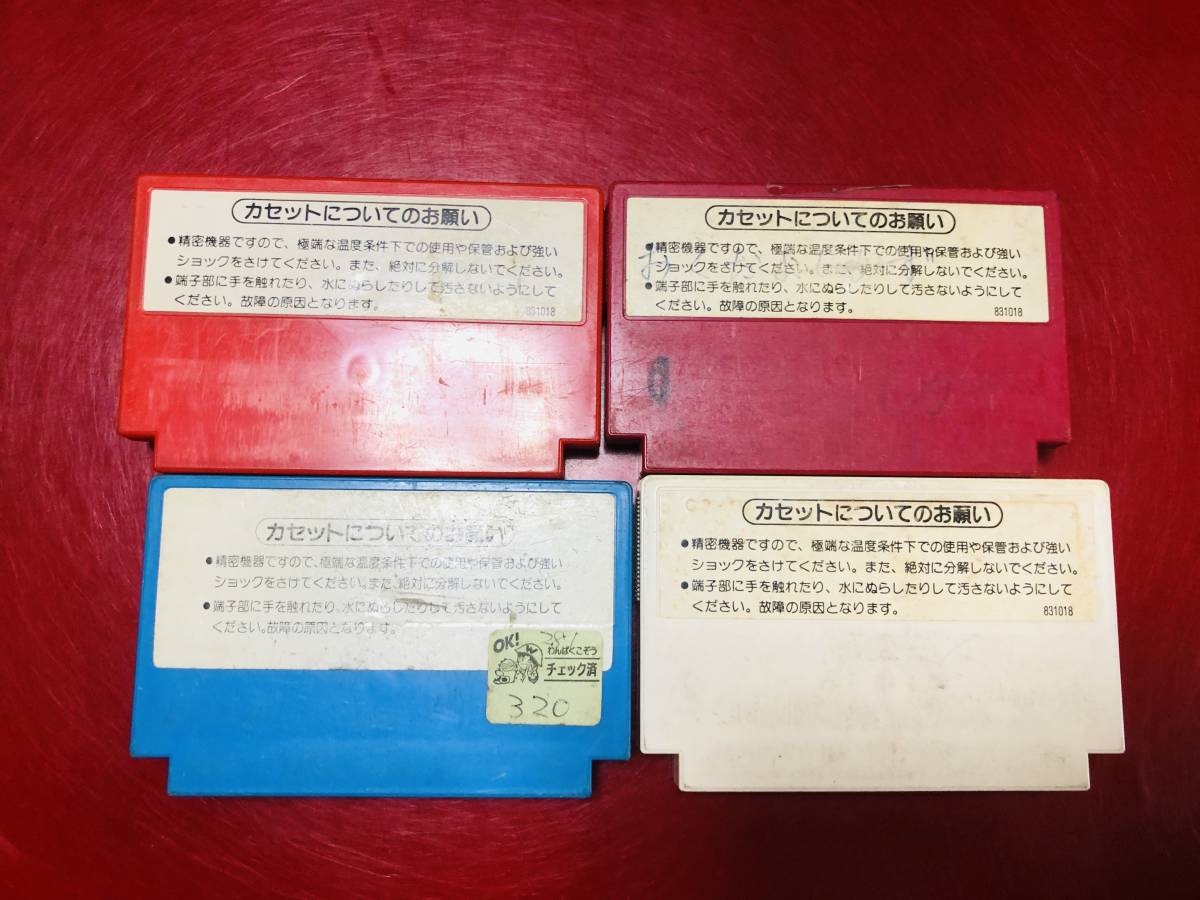 カセットについてのお願い
●精密機器ですので、極端な温度条件下での使用や保管および強い
ショックをさけてください。また、絶対に分解しないでください。
●端子部に手を触れたり、水にぬらしたりして汚さないようにして
ください。故障の原因となります。
831018
カセットについてのお願い
●精密機器ですので、極端な温度条件下での使用や保管および強い
ショックをさけてください。また、絶対に分解しないでください。
●端子部に手を触れたり、水にぬらしたりして汚さないようにして
ください。故障の原因となります。
831018
カセットについてのお願い
●精密機器ですので、極端な温度条件下での使用や保管および強い
ショックをさけてください。また、絶対に分解しないでください。
●端子部に手を触れたり、水にぬらしたりして汚さないようにして
ください。故障の原因となります。
OK!
わんぱくこぞう
チェック済
320
カセットについてのお願い
●精密機器ですので、極端な温度条件下での使用や保管および強い
ショックをさけてください。また、絶対に分解しないでください。
●端子部に手を触れたり、水にぬらしたりして汚さないようにして
ください。故障の原因となります。
831018